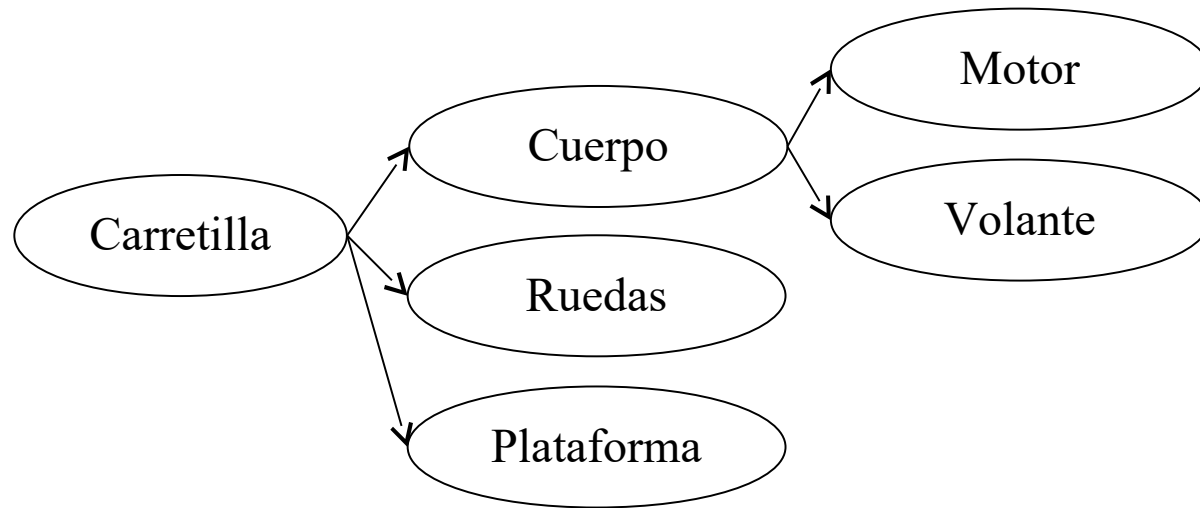 Motor
Cuerpo
Volante
Carretilla
Ruedas
Plataforma